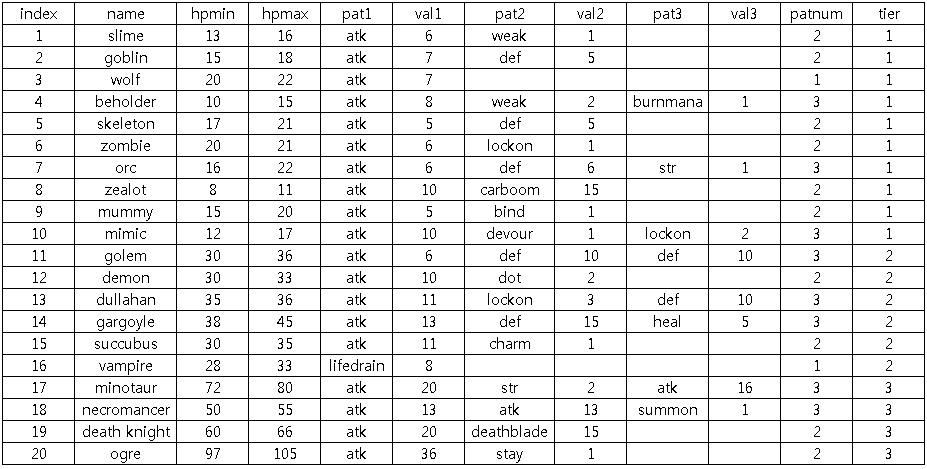 index name hpmin hpmax pat1 val1 pat2 val2 pat3 val3 patnum tier
1 slime 13 16 atk 6 weak 1 2 1
2 goblin 15 18 atk 7 def 5 2 1
3 wolf 20 22 atk 7 1 1
4 beholder 10 15 atk 8 weak 2 burnmana 1 3 1
5 skeleton 17 21 atk 5 def 5 2 1
6 zombie 20 21 atk 6 lockon 2 1
7 orc 16 22 atk 6 def 6 str 1 3 1
8 zealot 8 11 atk 10 carboom 15 2 1
9 mummy 15 20 atk 5 bind 1 2 1
10 mimic 12 17 atk 10 devour 1 lockon 2 3 1
11 golem 30 36 atk 6 def 10 def 10 3 2
12 demon 30 33 atk 10 dot 2 2 2
13 dullahan 35 36 atk 11 lockon 3 def 10 3 2
14 gargoyle 38 45 atk 13 def 15 heal 5 3 2
15 succubus 30 35 atk 11 charm 1 2 2
16 vampire 28 33 lifedrain 8 1 2
17 minotaur 72 80 atk 20 str 2 atk 16 3 3
18 necromancer 50 55 atk 13 atk 13 summon 1 3 3
19 death knight 60 66 atk 20 deathblade 15 2 3
20 ogre 97 105 atk 36 stay 1 2 3